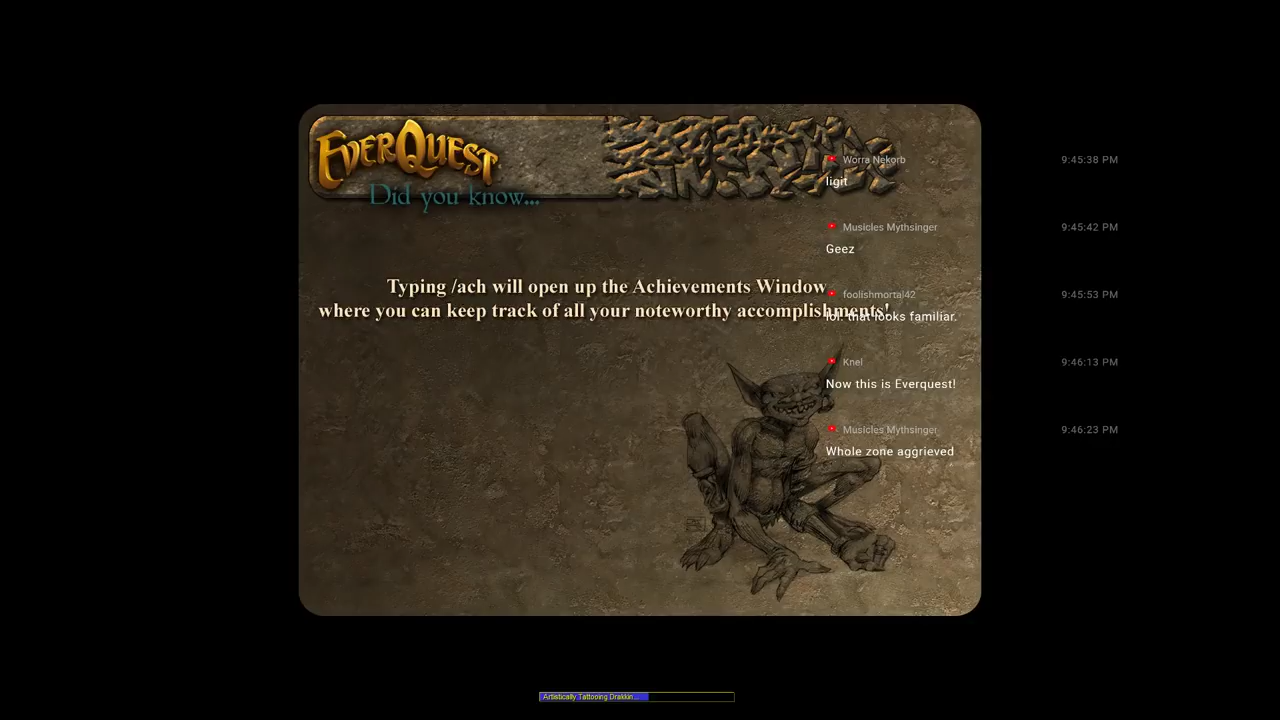 EverQuest
Did you know...
Typing /ach will open up the Achievements Window
where you can keep track of all your noteworthy accomplishments!
Worra Nekorb 9:45:38 PM
ligit
Musicles Mythsinger 9:45:42 PM
Geez
foolishmortal42 9:45:53 PM
lol. that looks familiar.
Knel 9:46:13 PM
Now this is Everquest!
Musicles Mythsinger 9:46:23 PM
Whole zone aggrieved
Artistically Tattooing Drakkin...